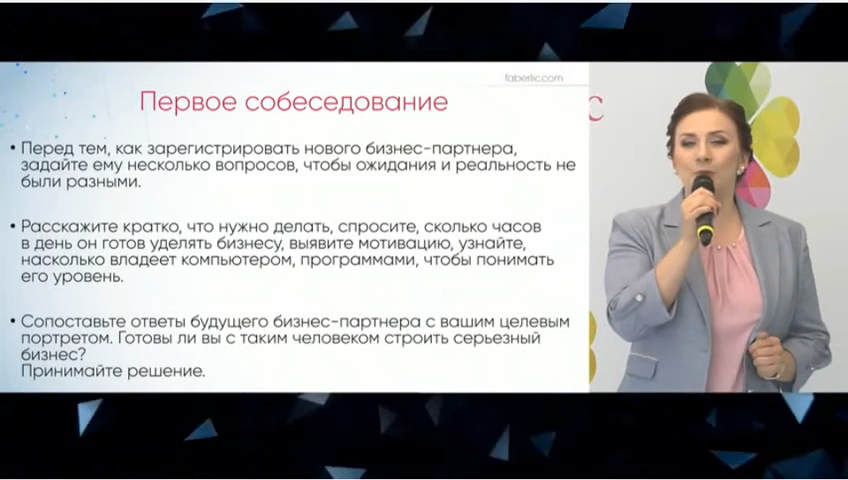 faberlic.com
Первое собеседование
• Перед тем, как зарегистрировать нового бизнес-партнера,
задайте ему несколько вопросов, чтобы ожидания и реальность не
были разными.
• Расскажите кратко, что нужно делать, спросите, сколько часов
в день он готов уделять бизнесу, выявите мотивацию, узнайте,
насколько владеет компьютером, программами, чтобы понимать
его уровень.
• Сопоставьте ответы будущего бизнес-партнера с вашим целевым
портретом. Готовы ли вы с таким человеком строить серьезный
бизнес?
Принимайте решение.